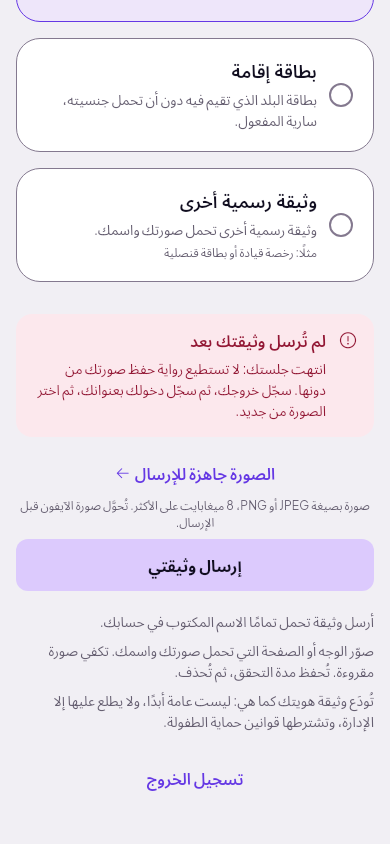 بطاقة إقامة
بطاقة البلد الذي تقيم فيه دون أن تحمل جنسيته،
سارية المفعول.
وثيقة رسمية أخرى
وثيقة رسمية أخرى تحمل صورتك واسمك.
مثلًا: رخصة قيادة أو بطاقة قنصلية
لم تُرسل وثيقتك بعد
انتهت جلستك: لا تستطيع رواية حفظ صورتك من
دونها. سجّل خروجك، ثم سجّل دخولك بعنوانك، ثم اختر
الصورة من جديد.
الصورة جاهزة للإرسال ←
صورة بصيغة JPEG أو PNG، 8 ميغابايت على الأكثر. تُحوَّل صورة الآيفون قبل
الإرسال.
إرسال وثيقتي
أرسل وثيقة تحمل تمامًا الاسم المكتوب في حسابك.
صوّر الوجه أو الصفحة التي تحمل صورتك واسمك. تكفي صورة
مقروءة. تُحفظ مدة التحقق، ثم تُحذف.
تُودَع وثيقة هويتك كما هي: ليست عامة أبدًا، ولا يطلع عليها إلا
الإدارة، وتشترطها قوانين حماية الطفولة.
تسجيل الخروج